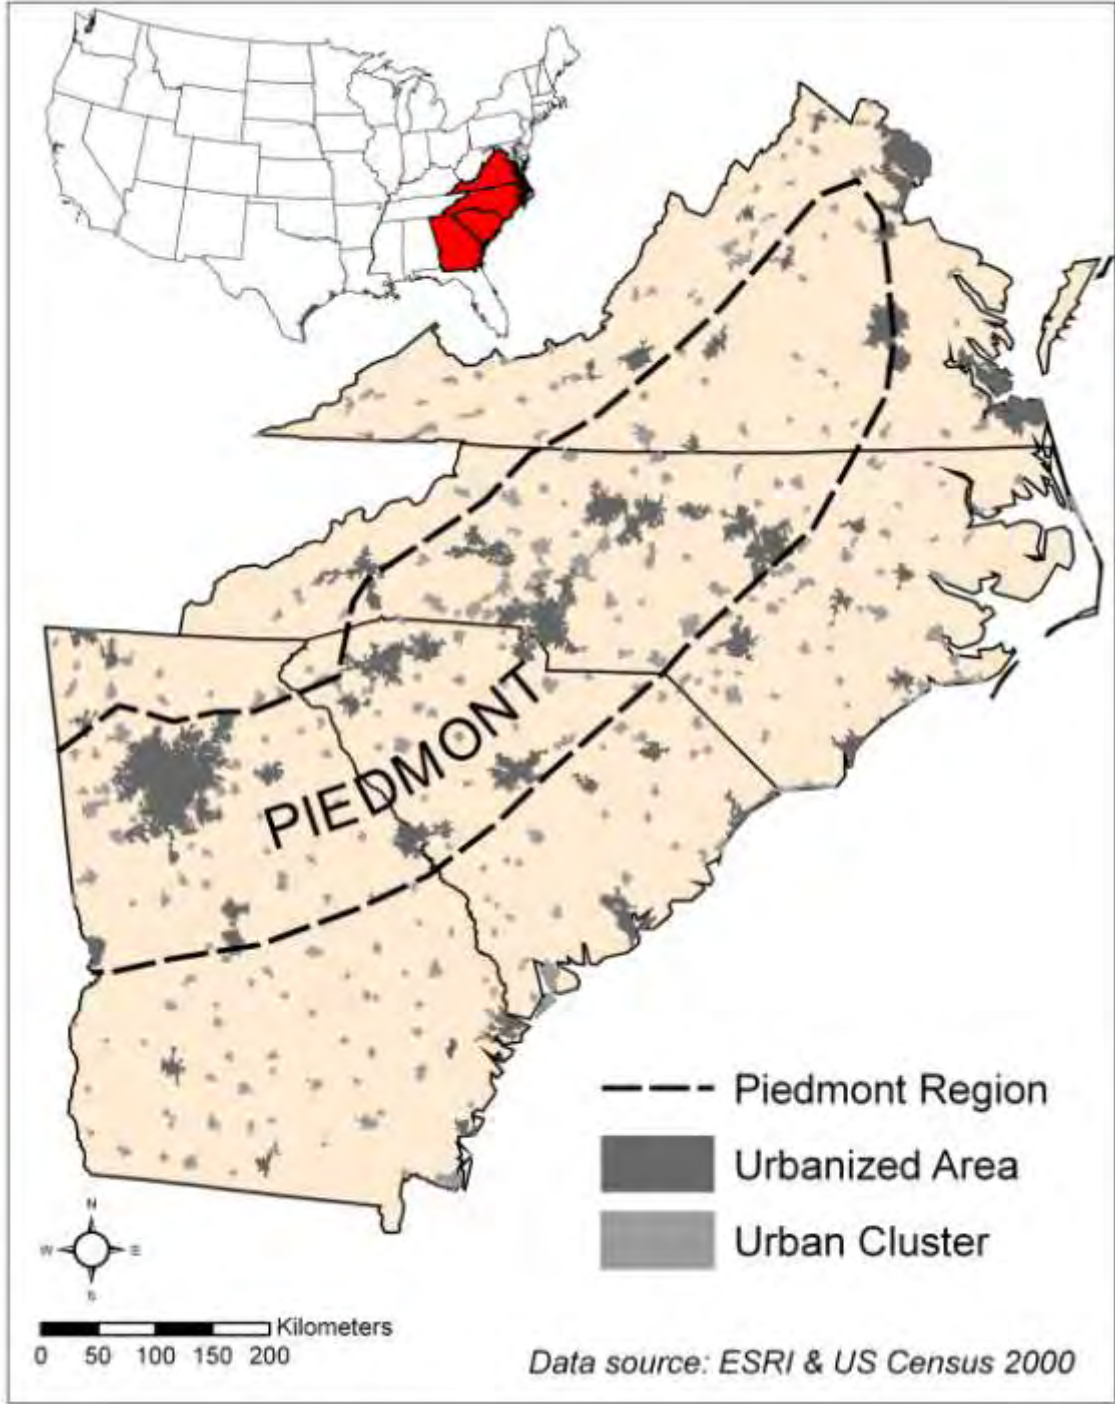 PIEDMONT
Piedmont Region
Urbanized Area
Urban Cluster
N
W E
S
Kilometers
0 50 100 150 200
Data source: ESRI & US Census 2000